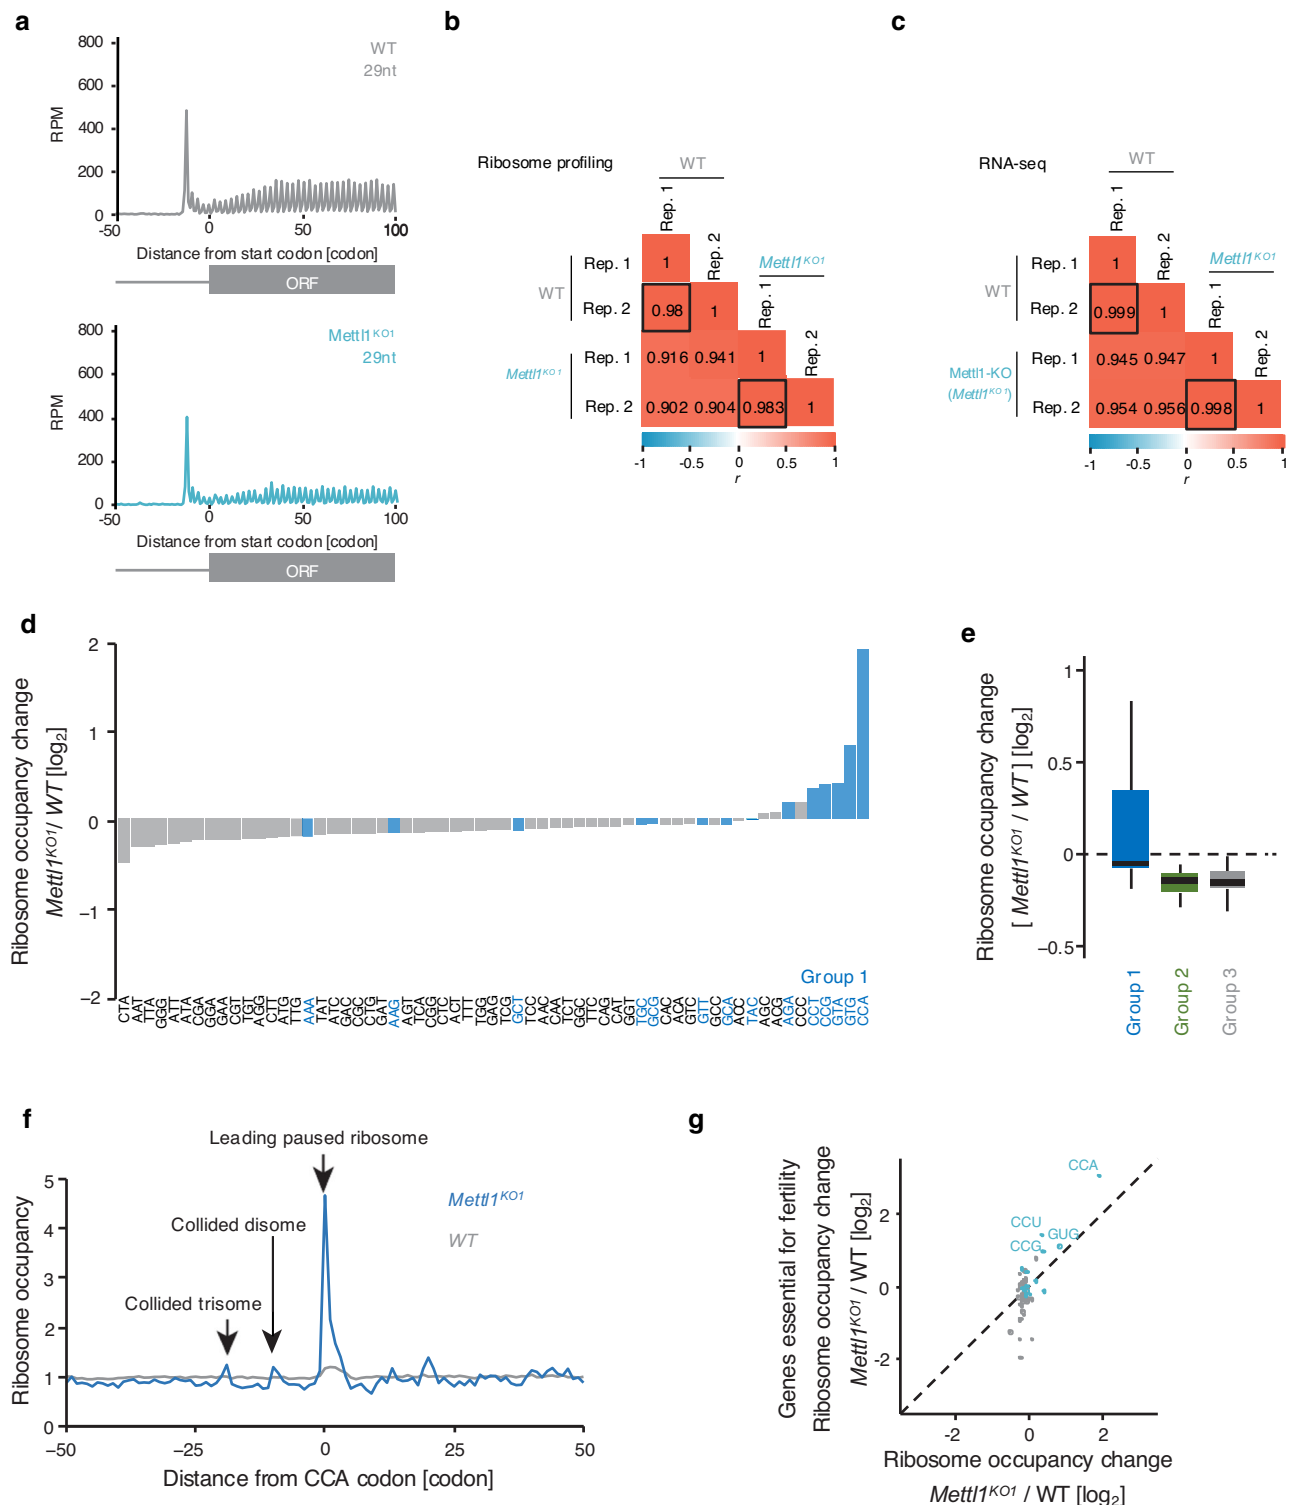 a
800
600
400
200
0
RPM
WT
29nt
-50
0
50
100
Distance from start codon [codon]
ORF
800
600
400
200
0
RPM
Mettl1KO1
29nt
-50
0
50
100
Distance from start codon [codon]
ORF
b
Ribosome profiling
WT
Rep. 1
Rep. 2
Mettl1KO1
Rep. 1
Rep. 2
WT
Rep. 1
1
Rep. 2
0.98
1
Mettl1KO1
Rep. 1
0.916
0.941
1
Rep. 2
0.902
0.904
0.983
1
-1
-0.5
0
0.5
1
r
c
RNA-seq
WT
Rep. 1
Rep. 2
Mettl1KO1
Rep. 1
Rep. 2
WT
Rep. 1
1
Rep. 2
0.999
1
Mettl1-KO
(Mettl1KO1)
Rep. 1
0.945
0.947
1
Rep. 2
0.954
0.956
0.998
1
-1
-0.5
0
0.5
1
r
d
Ribosome occupancy change
Mettl1KO1/ WT [log2]
2
1
0
−1
−2
Group 1
CTA
AAT
TTA
GGG
ATT
ATA
CGA
GGA
GAA
CGT
TGT
AGG
CTT
ATG
TTG
AAA
TAT
ATC
GAC
CGC
CTG
GAT
AAG
AGT
TCA
CGG
CTC
ACT
TTT
TGG
GAG
TCG
GCT
TCC
AAC
CAA
TCT
GGC
TTC
CAG
CAT
GGT
TGC
GCG
CAC
ACA
GTC
GTT
GCC
GCA
ACC
TAC
AGC
ACG
AGA
CCC
CCT
CCG
GTA
GTG
CCA
e
Ribosome occupancy change
[ Mettl1KO1 / WT ] [log2]
1
0.5
0
−0.5
Group 1
Group 2
Group 3
f
Leading paused ribosome
Collided disome
Collided trisome
Mettl1KO1
WT
Ribosome occupancy
5
4
3
2
1
0
−50
−25
0
25
50
Distance from CCA codon [codon]
g
Genes essential for fertility
Ribosome occupancy change
Mettl1KO1 / WT [log2]
2
0
-2
CCA
CCU
GUG
CCG
-2
0
2
Ribosome occupancy change
Mettl1KO1 / WT [log2]